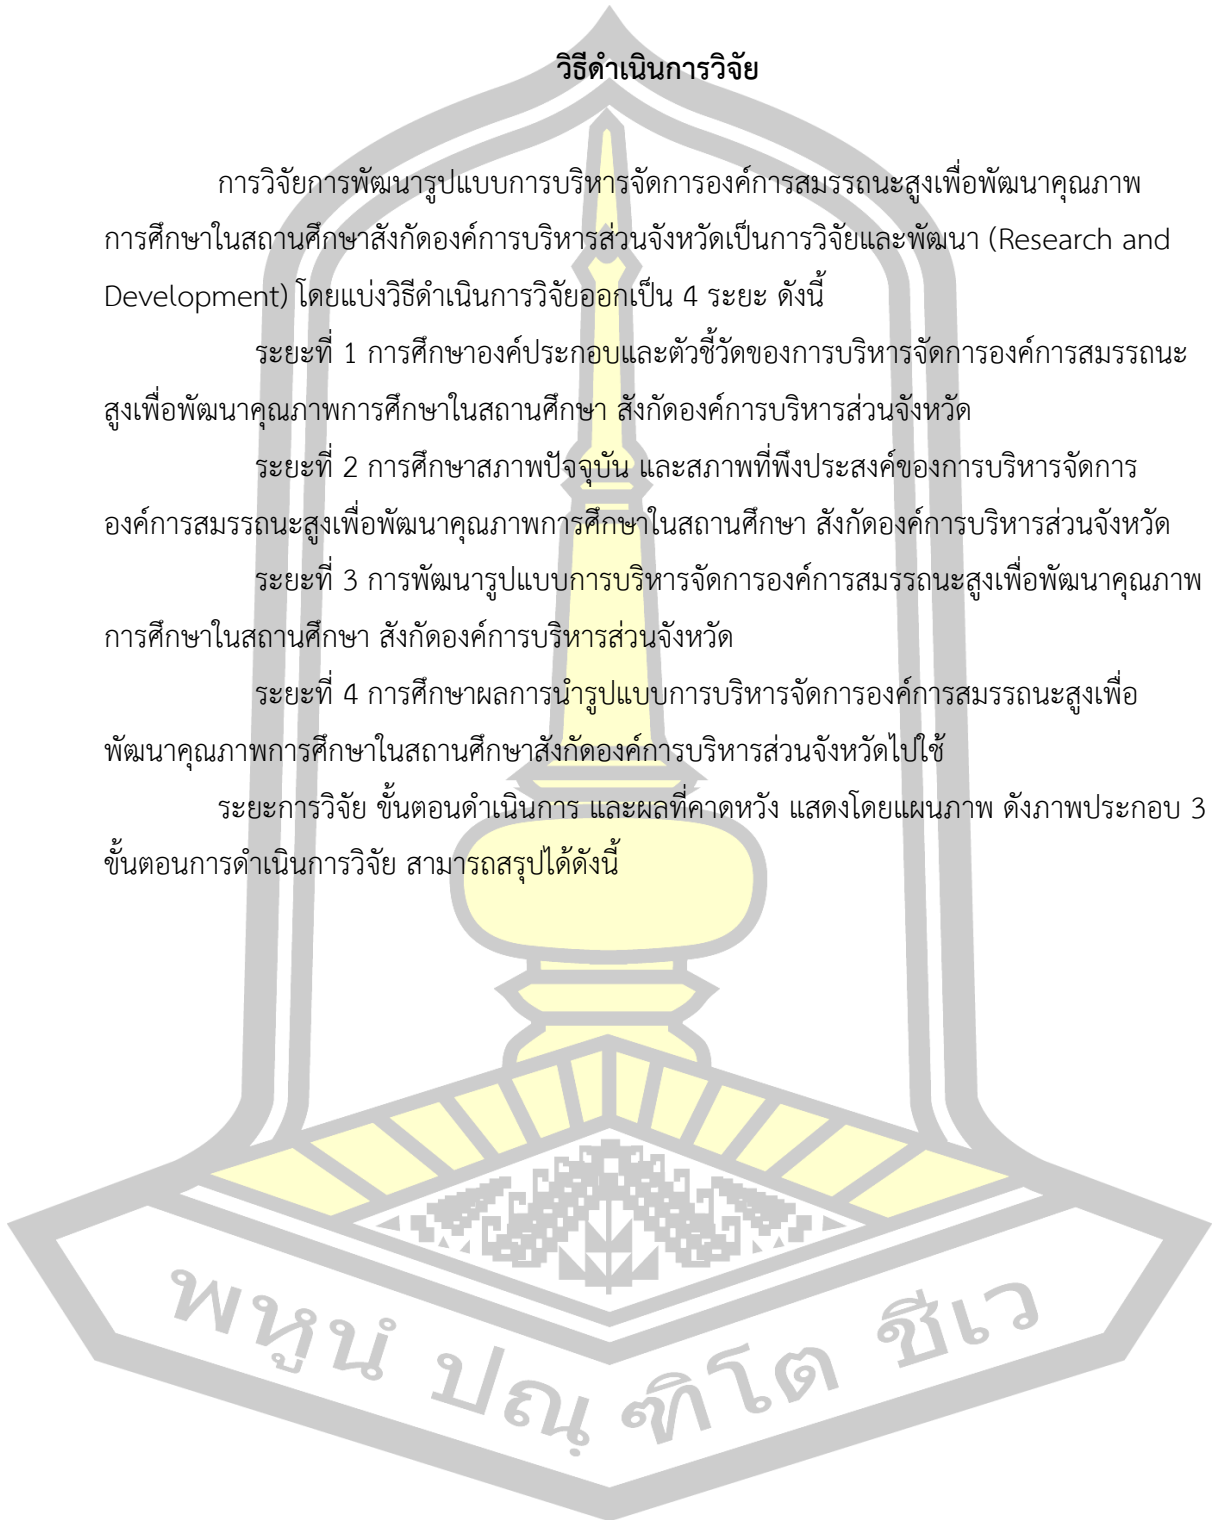 วิธีดำเนินการวิจัย
การวิจัยการพัฒนารูปแบบการบริหารจัดการองค์การสมรรถนะสูงเพื่อพัฒนาคุณภาพ
การศึกษาในสถานศึกษาสังกัดองค์การบริหารส่วนจังหวัดเป็นการวิจัยและพัฒนา (Research and
Development) โดยแบ่งวิธีดำเนินการวิจัยออกเป็น 4 ระยะ ดังนี้
ระยะที่ 1 การศึกษาองค์ประกอบและตัวชี้วัดของการบริหารจัดการองค์การสมรรถนะ
สูงเพื่อพัฒนาคุณภาพการศึกษาในสถานศึกษา สังกัดองค์การบริหารส่วนจังหวัด
ระยะที่ 2 การศึกษาสภาพปัจจุบัน และสภาพที่พึงประสงค์ของการบริหารจัดการ
องค์การสมรรถนะสูงเพื่อพัฒนาคุณภาพการศึกษาในสถานศึกษา สังกัดองค์การบริหารส่วนจังหวัด
ระยะที่ 3 การพัฒนารูปแบบการบริหารจัดการองค์การสมรรถนะสูงเพื่อพัฒนาคุณภาพ
การศึกษาในสถานศึกษา สังกัดองค์การบริหารส่วนจังหวัด
ระยะที่ 4 การศึกษาผลการนำรูปแบบการบริหารจัดการองค์การสมรรถนะสูงเพื่อ
พัฒนาคุณภาพการศึกษาในสถานศึกษาสังกัดองค์การบริหารส่วนจังหวัดไปใช้
ระยะการวิจัย ขั้นตอนดำเนินการ และผลที่คาดหวัง แสดงโดยแผนภาพ ดังภาพประกอบ 3
ขั้นตอนการดำเนินการวิจัย สามารถสรุปได้ดังนี้
พหูนํ ปณฺ ฑิโต ชีเว